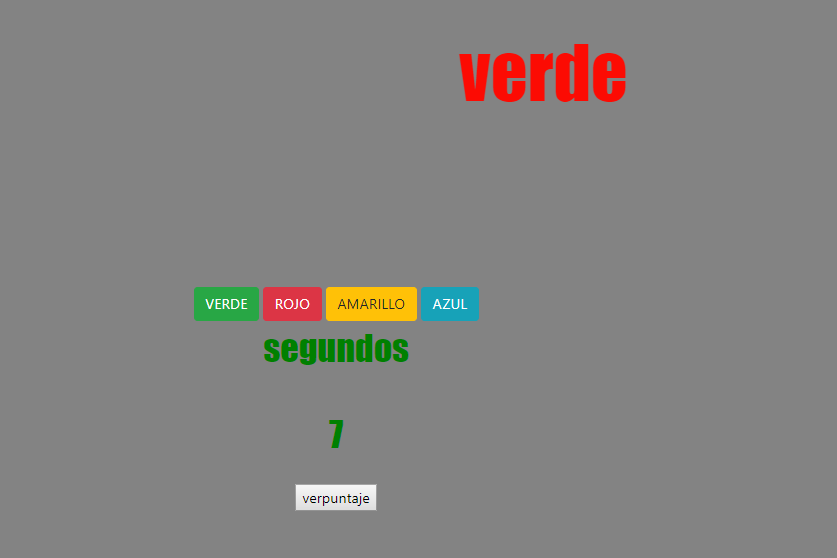 verde
VERDE ROJO AMARILLO AZUL
segundos
7
verpuntaje